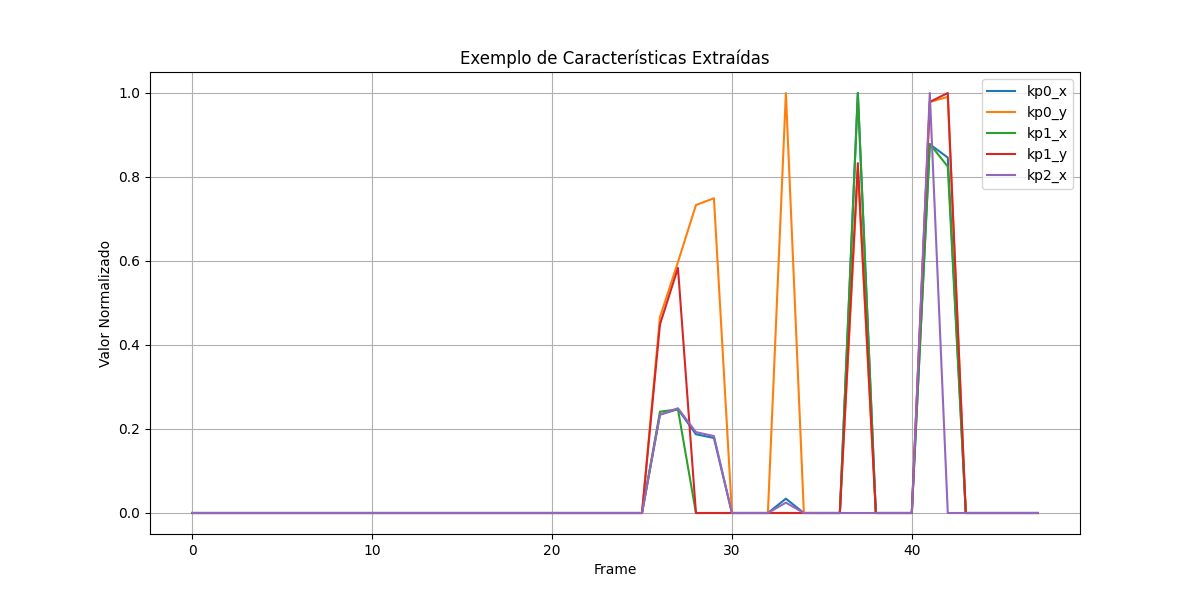 Exemplo de Características Extraídas
kp0_x
kp0_y
kp1_x
kp1_y
kp2_x
Valor Normalizado
1.0
0.8
0.6
0.4
0.2
0.0
0 10 20 30 40
Frame